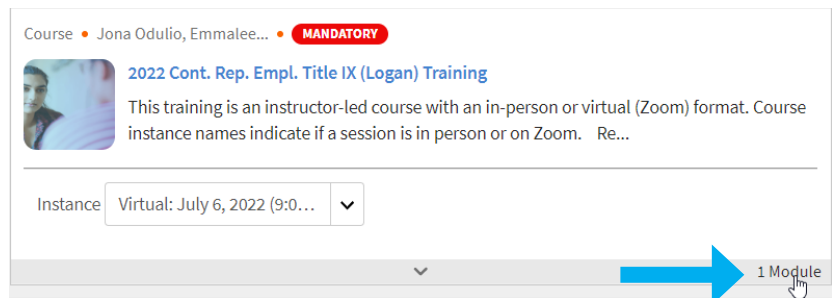 Course • Jona Odulio, Emmalee... • MANDATORY
2022 Cont. Rep. Empl. Title IX (Logan) Training
This training is an instructor-led course with an in-person or virtual (Zoom) format. Course
instance names indicate if a session is in person or on Zoom. Re...
Instance Virtual: July 6, 2022 (9:0...
1 Module